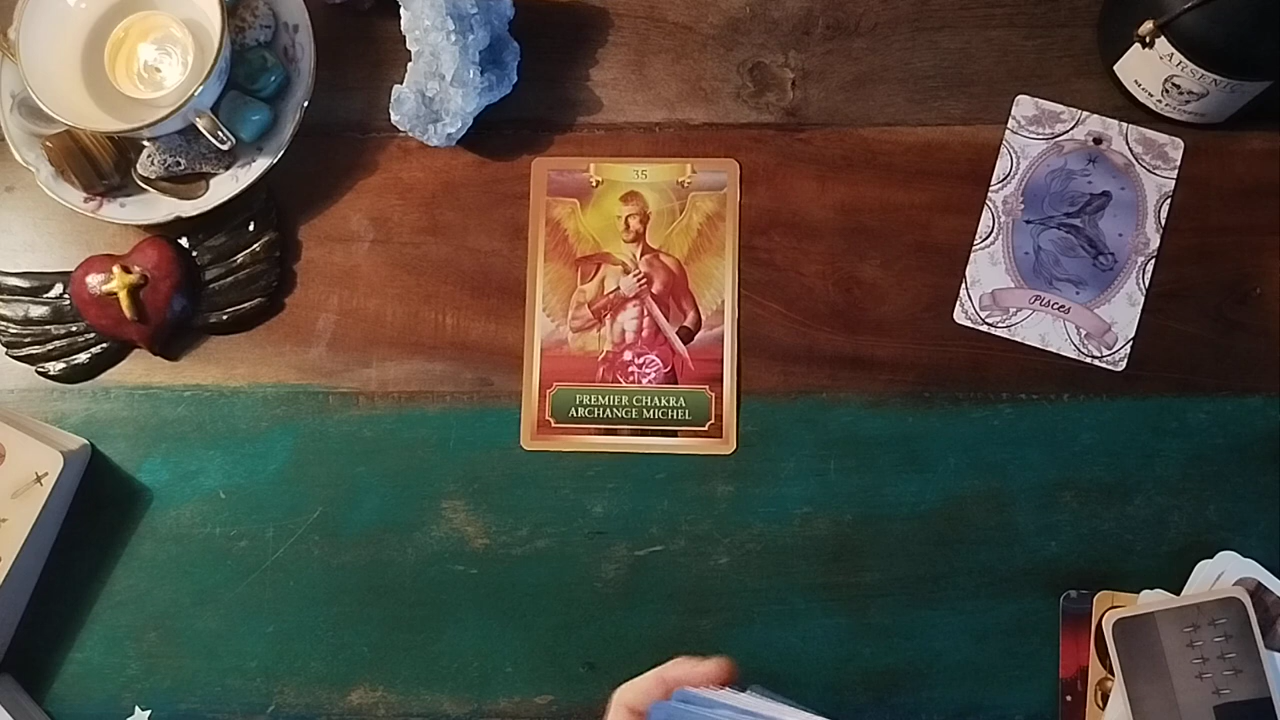 35
PREMIER CHAKRA
ARCHANGE MICHEL
Pisces
ARSENIC